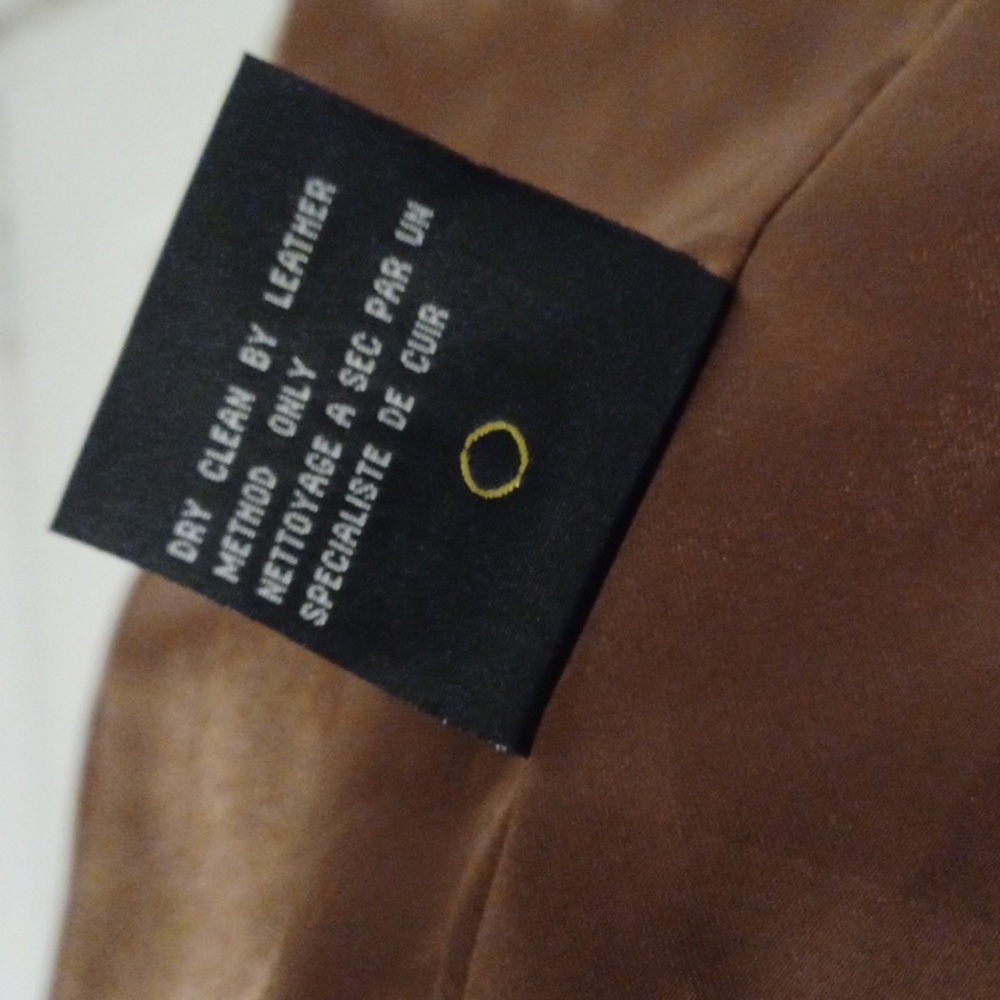 DRY CLEAN BY LEATHER
METHOD ONLY
NETTOYAGE A SEC PAR UN
SPECIALISTE DE CUIR